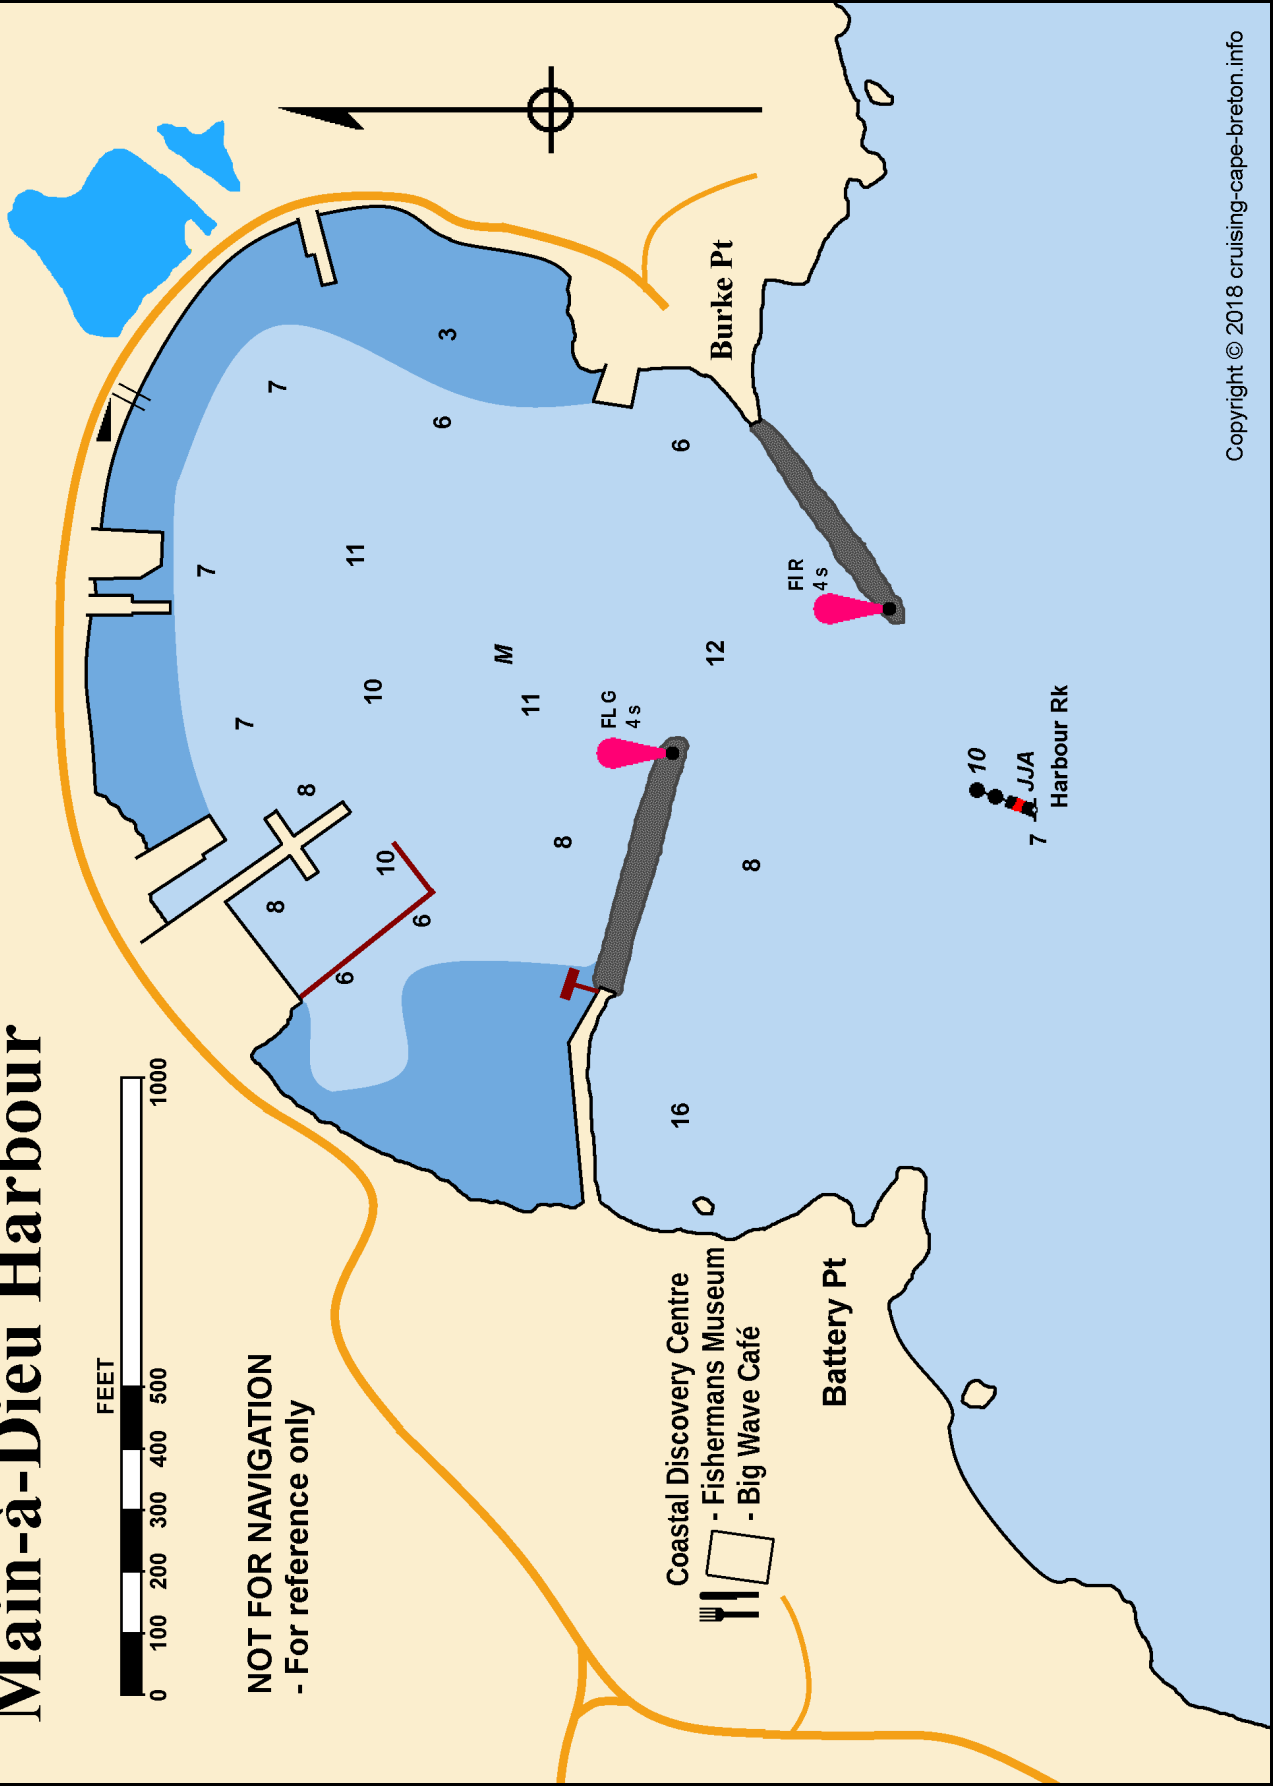 Main-à-Dieu Harbour
FEET
0 100 200 300 400 500 1000
NOT FOR NAVIGATION
- For reference only
7
7
7
8
8
10
11
10
6
6
6
3
M
11
8
FL G
4 s
6
12
8
16
Fl R
4 s
Burke Pt
Coastal Discovery Centre
- Fishermans Museum
- Big Wave Café
Battery Pt
10
JJA
7
Harbour Rk
Copyright © 2018 cruising-cape-breton.info